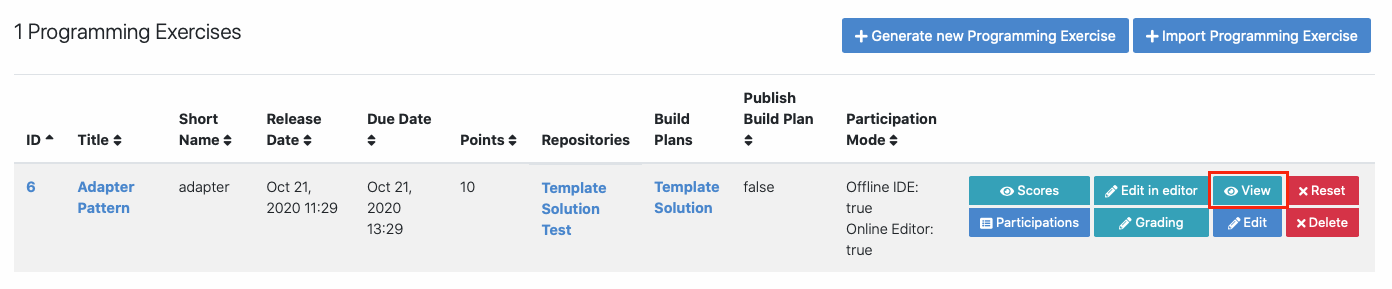 1 Programming Exercises
Generate new Programming Exercise
Import Programming Exercise
ID
Title
Short
Name
Release
Date
Due Date
Points
Repositories
Build
Plans
Publish
Build Plan
Participation
Mode
6
Adapter
Pattern
adapter
Oct 21,
2020 11:29
Oct 21,
2020
13:29
10
Template
Solution
Test
Template
Solution
false
Offline IDE:
true
Online Editor:
true
Scores
Edit in editor
View
Reset
Participations
Grading
Edit
Delete